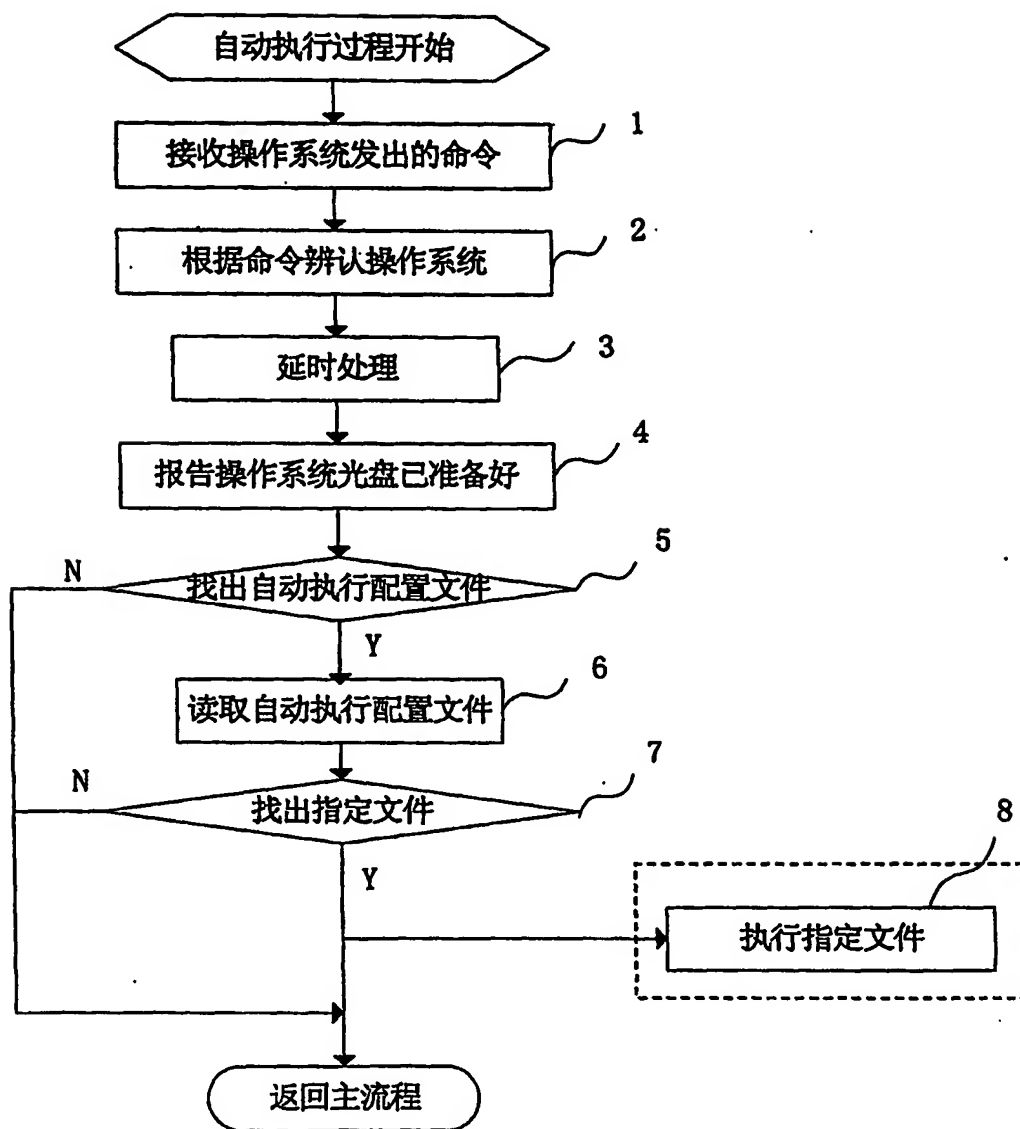 自动执行过程开始
1
接收操作系统发出的命令
2
根据命令辨认操作系统
3
延时处理
4
报告操作系统光盘已准备好
5
N
找出自动执行配置文件
Y
6
读取自动执行配置文件
7
N
找出指定文件
Y
8
执行指定文件
返回主流程